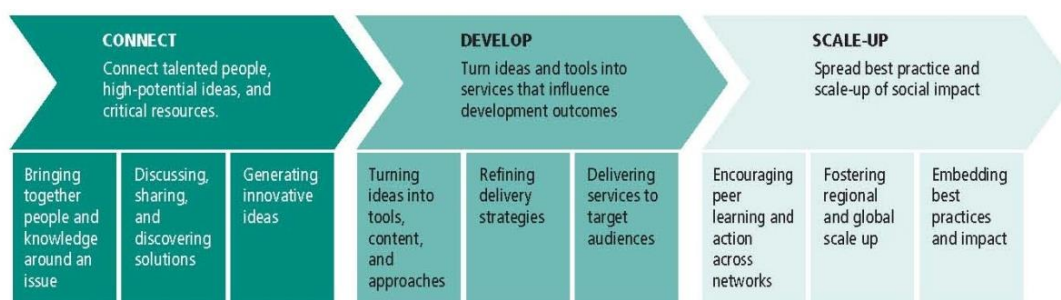 CONNECT
Connect talented people,
high-potential ideas, and
critical resources.
DEVELOP
Turn ideas and tools into
services that influence
development outcomes
SCALE-UP
Spread best practice and
scale-up of social impact
Bringing
together
people and
knowledge
around an
issue
Discussing,
sharing,
and
discovering
solutions
Generating
innovative
ideas
Turning
ideas into
tools,
content,
and
approaches
Refining
delivery
strategies
Delivering
services to
target
audiences
Encouraging
peer
learning and
action
across
networks
Fostering
regional
and global
scale up
Embedding
best
practices
and impact